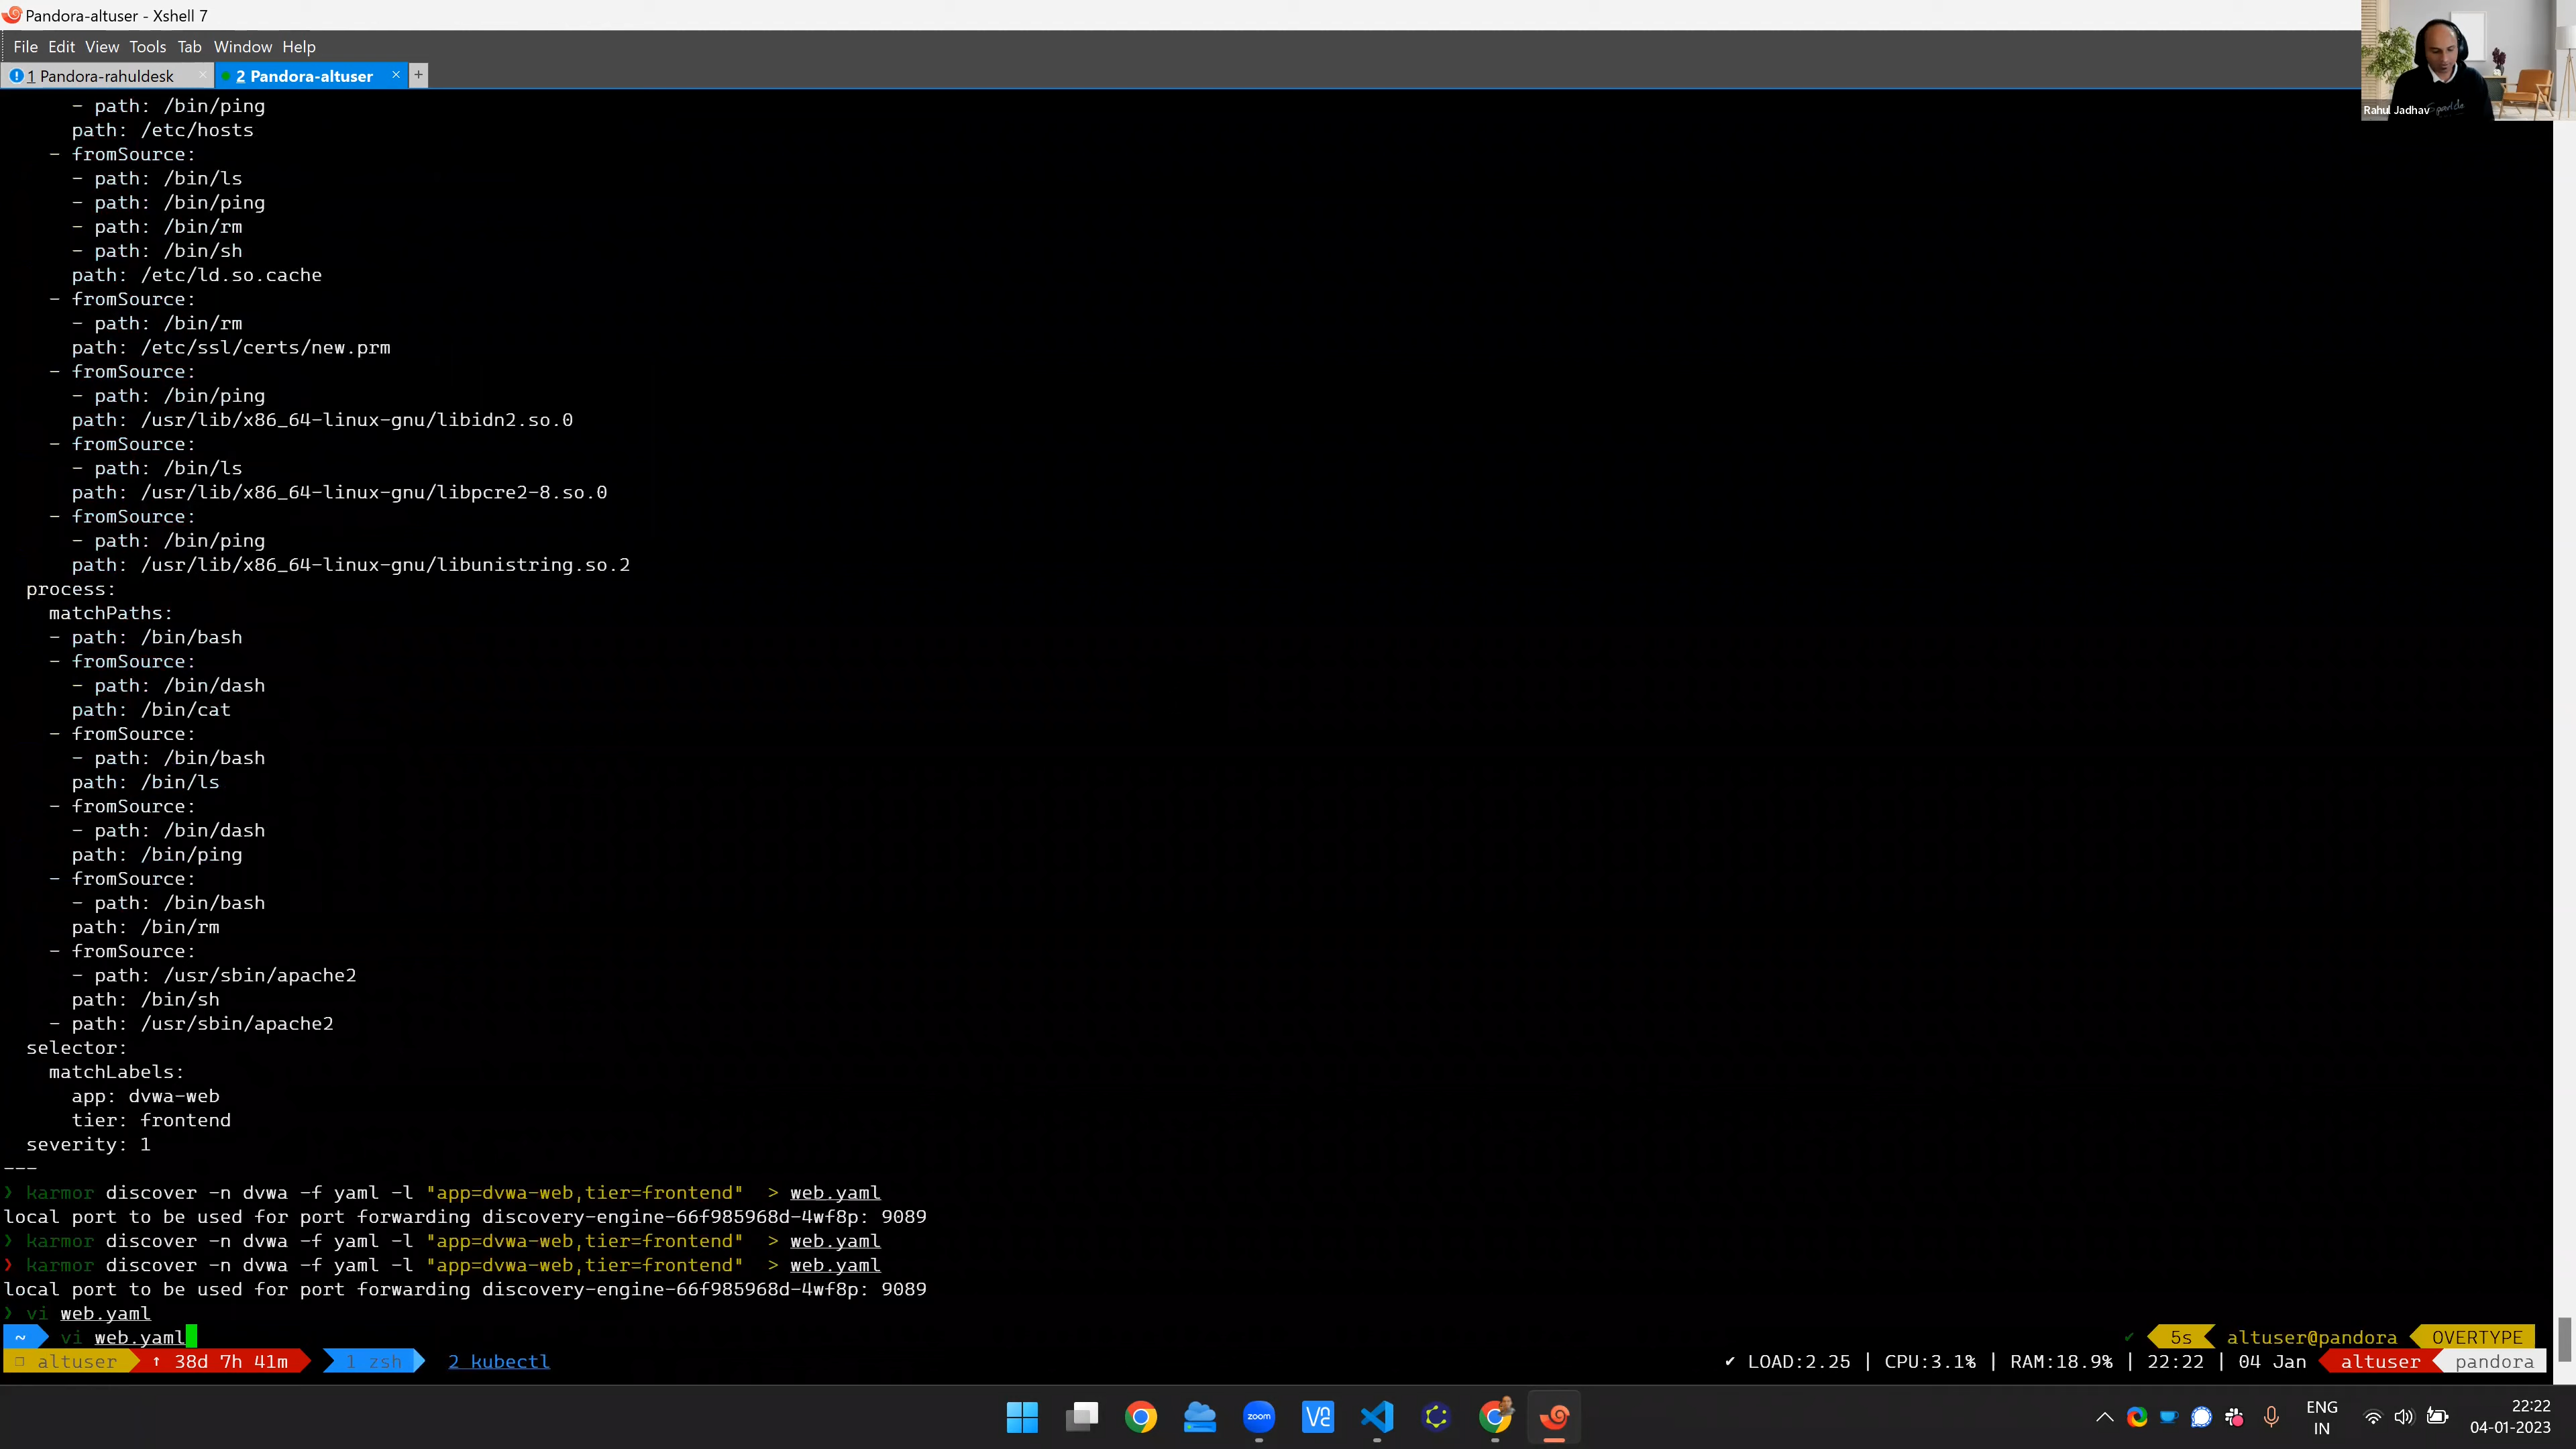 Pandora-altuser - Xshell 7
File Edit View Tools Tab Window Help
1 Pandora-rahuldesk × 2 Pandora-altuser × +
Rahul Jadhav
- path: /bin/ping
path: /etc/hosts
- fromSource:
- path: /bin/ls
- path: /bin/ping
- path: /bin/rm
- path: /bin/sh
path: /etc/ld.so.cache
- fromSource:
- path: /bin/rm
path: /etc/ssl/certs/new.prm
- fromSource:
- path: /bin/ping
path: /usr/lib/x86_64-linux-gnu/libidn2.so.0
- fromSource:
- path: /bin/ls
path: /usr/lib/x86_64-linux-gnu/libpcre2-8.so.0
- fromSource:
- path: /bin/ping
path: /usr/lib/x86_64-linux-gnu/libunistring.so.2
process:
matchPaths:
- path: /bin/bash
- fromSource:
- path: /bin/dash
path: /bin/cat
- fromSource:
- path: /bin/bash
path: /bin/ls
- fromSource:
- path: /bin/dash
path: /bin/ping
- fromSource:
- path: /bin/bash
path: /bin/rm
- fromSource:
- path: /usr/sbin/apache2
path: /bin/sh
- path: /usr/sbin/apache2
selector:
matchLabels:
app: dvwa-web
tier: frontend
severity: 1
---
❯ karmor discover -n dvwa -f yaml -l "app=dvwa-web,tier=frontend" > web.yaml
local port to be used for port forwarding discovery-engine-66f985968d-4wf8p: 9089
❯ karmor discover -n dvwa -f yaml -l "app=dvwa-web,tier=frontend" > web.yaml
❯ karmor discover -n dvwa -f yaml -l "app=dvwa-web,tier=frontend" > web.yaml
local port to be used for port forwarding discovery-engine-66f985968d-4wf8p: 9089
❯ vi web.yaml
~ vi web.yaml ✔ 5s altuser@pandora OVERTYPE
❐ altuser ↑ 38d 7h 41m 1 zsh 2 kubectl ✔ LOAD:2.25 | CPU:3.1% | RAM:18.9% | 22:22 | 04 Jan altuser pandora
zoom
ENG
IN
22:22
04-01-2023